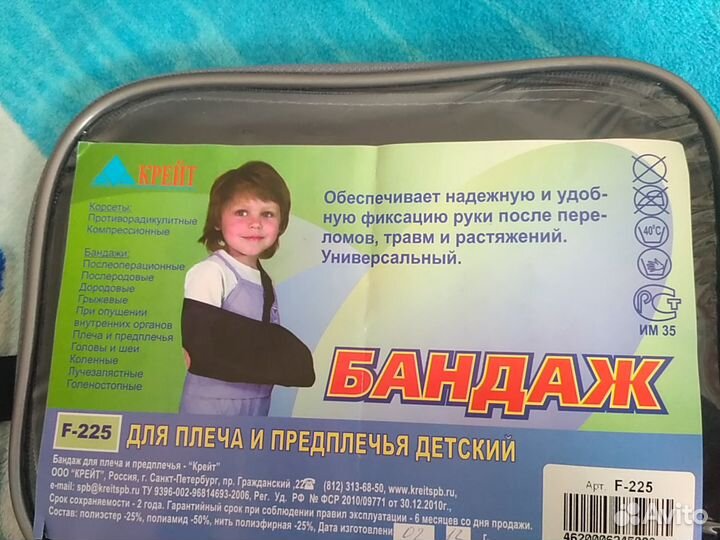 КРЕЙТ
Корсеты:
Противорадикулитные
Компрессионные
Бандажи:
Послеоперационные
Послеродовые
Дородовые
Грыжевые
При опущении
внутренних органов
Плеча и предплечья
Головы и шеи
Коленные
Лучезапястные
Голеностопные
Обеспечивает надежную и удоб-
ную фиксацию руки после пере-
ломов, травм и растяжений.
Универсальный.
40°C
РСТ
ИМ 35
БАНДАЖ
F-225 ДЛЯ ПЛЕЧА И ПРЕДПЛЕЧЬЯ ДЕТСКИЙ
Бандаж для плеча и предплечья - "Крейт"
ООО "КРЕЙТ", Россия, г. Санкт-Петербург, пр. Гражданский ,22☎ (812) 313-68-50, www.kreitspb.ru,
e-mail: spb@kreitspb.ru ТУ 9396-002-96814693-2006, Рег. Уд. РФ № ФСР 2010/09771 от 30.12.2010г.,
Срок сохраняемости - 2 года. Гарантийный срок при соблюдении правил эксплуатации - 6 месяцев со дня продажи.
Состав: полиэстер -25%, полиамид -50%, нить полиэфирная -25%. Дата изготовления г.
Арт. F-225
Avito